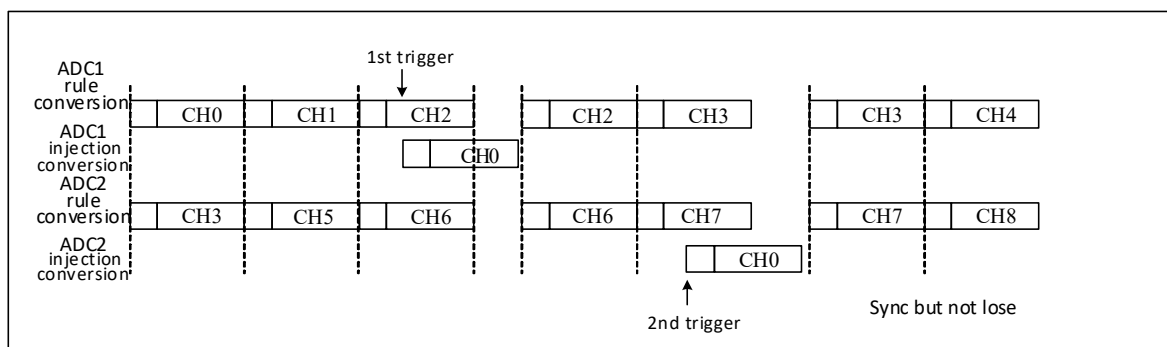 1st trigger
ADC1
rule
conversion
CH0 CH1 CH2 CH2 CH3 CH3 CH4
ADC1
injection
conversion
CH0
ADC2
rule
conversion
CH3 CH5 CH6 CH6 CH7 CH7 CH8
ADC2
injection
conversion
CH0
2nd trigger
Sync but not lose